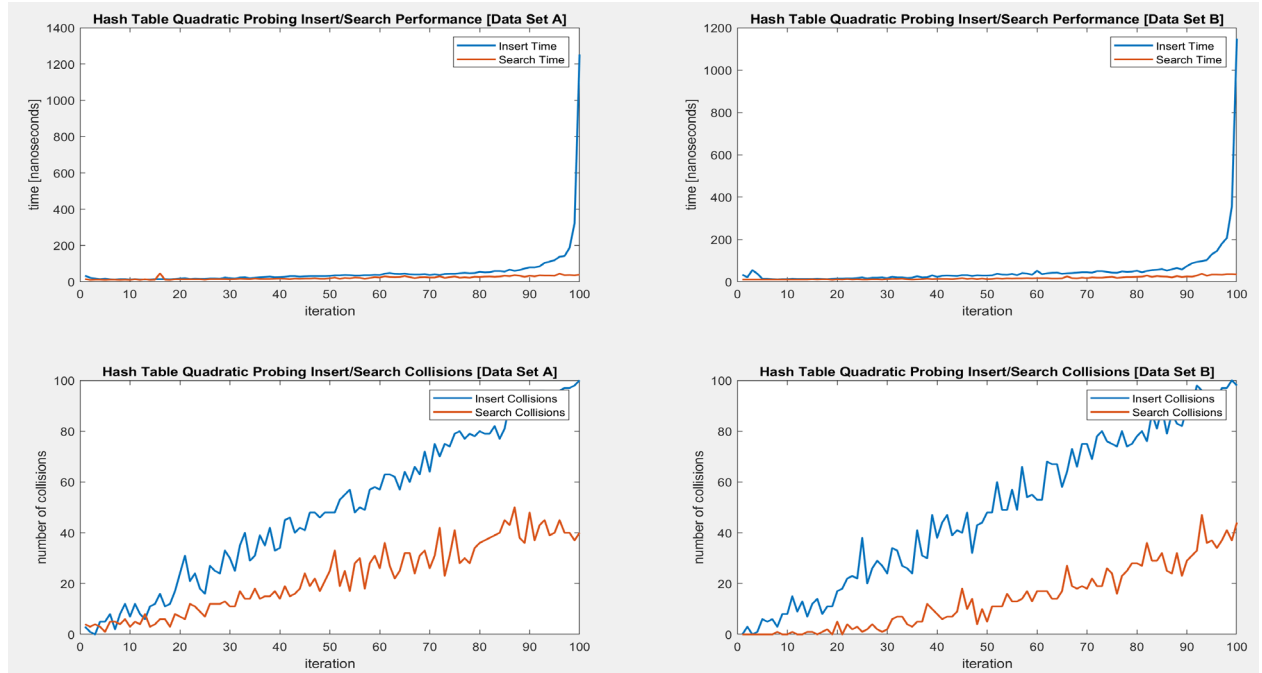 Hash Table Quadratic Probing Insert/Search Performance [Data Set A]
1400
1200
1000
800
600
400
200
0
time [nanoseconds]
Insert Time
Search Time
0 10 20 30 40 50 60 70 80 90 100
iteration
Hash Table Quadratic Probing Insert/Search Performance [Data Set B]
1200
1000
800
600
400
200
0
time [nanoseconds]
Insert Time
Search Time
0 10 20 30 40 50 60 70 80 90 100
iteration
Hash Table Quadratic Probing Insert/Search Collisions [Data Set A]
100
80
60
40
20
0
number of collisions
Insert Collisions
Search Collisions
0 10 20 30 40 50 60 70 80 90 100
iteration
Hash Table Quadratic Probing Insert/Search Collisions [Data Set B]
100
80
60
40
20
0
number of collisions
Insert Collisions
Search Collisions
0 10 20 30 40 50 60 70 80 90 100
iteration